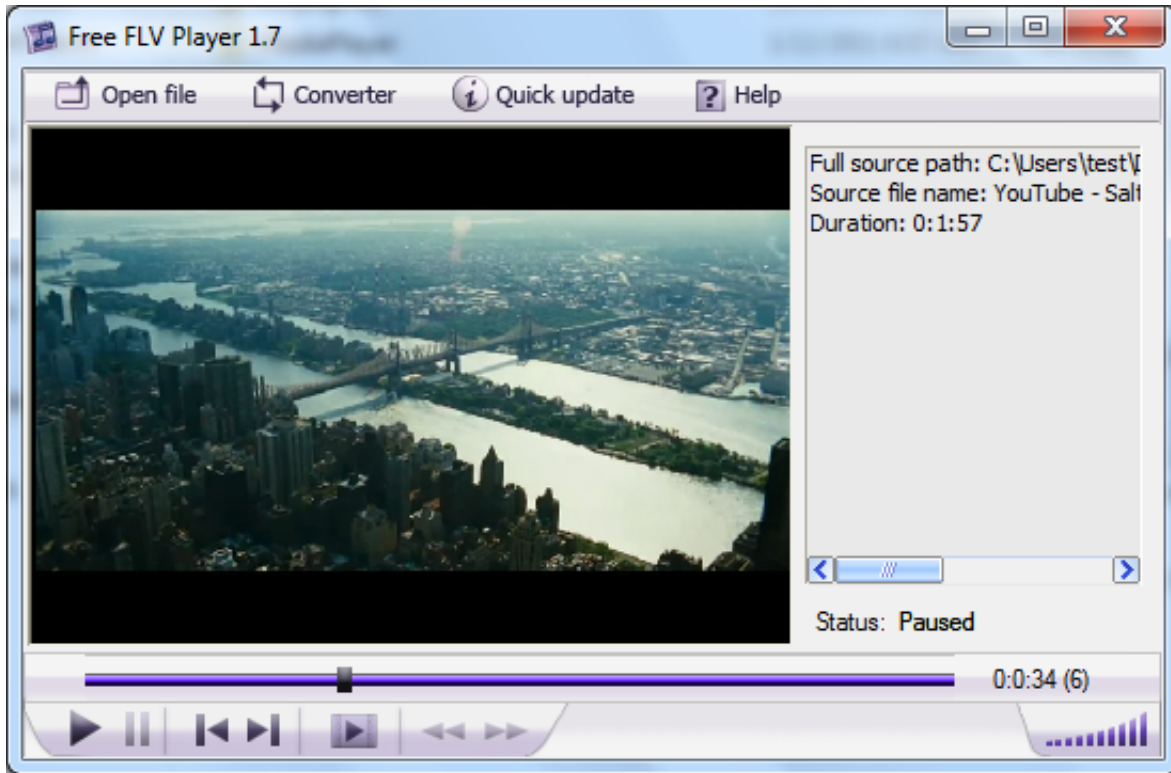 Free FLV Player 1.7
Open file Converter Quick update Help
Full source path: C:\Users\test\
Source file name: YouTube - Salt
Duration: 0:1:57
Status: Paused
0:0:34 (6)